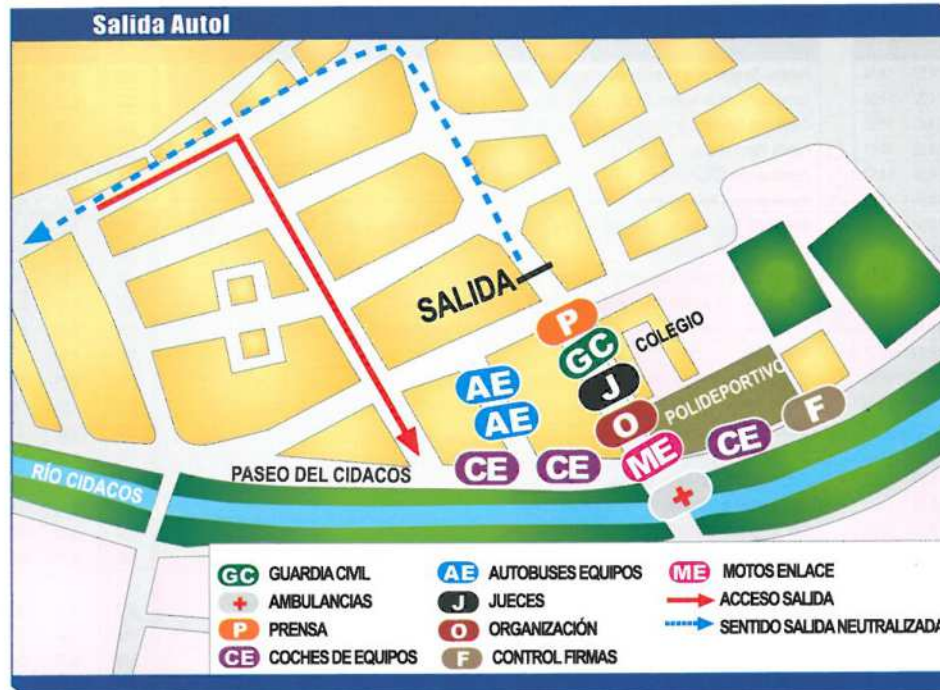 Salida Autol
SALIDA
P
GC
COLEGIO
J
AE
AE
O
POLIDEPORTIVO
F
ME
CE
CE
CE
PASEO DEL CIDACOS
RÍO CIDACOS
GC GUARDIA CIVIL
AMBULANCIAS
P PRENSA
CE COCHES DE EQUIPOS
AE AUTOBUSES EQUIPOS
J JUECES
O ORGANIZACIÓN
F CONTROL FIRMAS
ME MOTOS ENLACE
ACCESO SALIDA
SENTIDO SALIDA NEUTRALIZADA